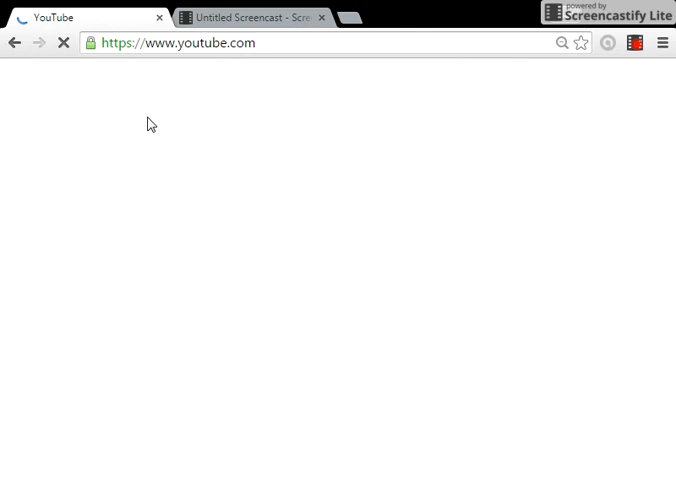 YouTube
Untitled Screencast - Scre
powered by
Screencastify Lite
https://www.youtube.com